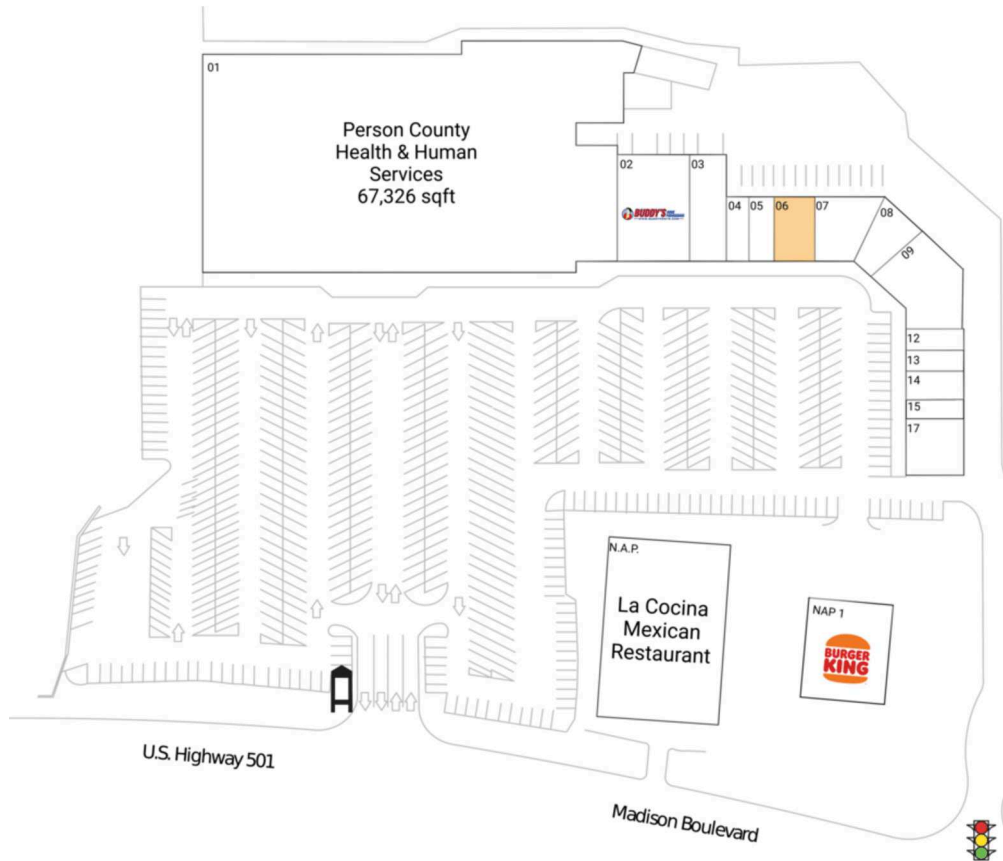 01
Person County
Health & Human
Services
67,326 sqft
02
03
BUDDY'S
04
05
06
07
08
09
12
13
14
15
17
N.A.P.
La Cocina
Mexican
Restaurant
NAP 1
BURGER
KING
U.S. Highway 501
Madison Boulevard